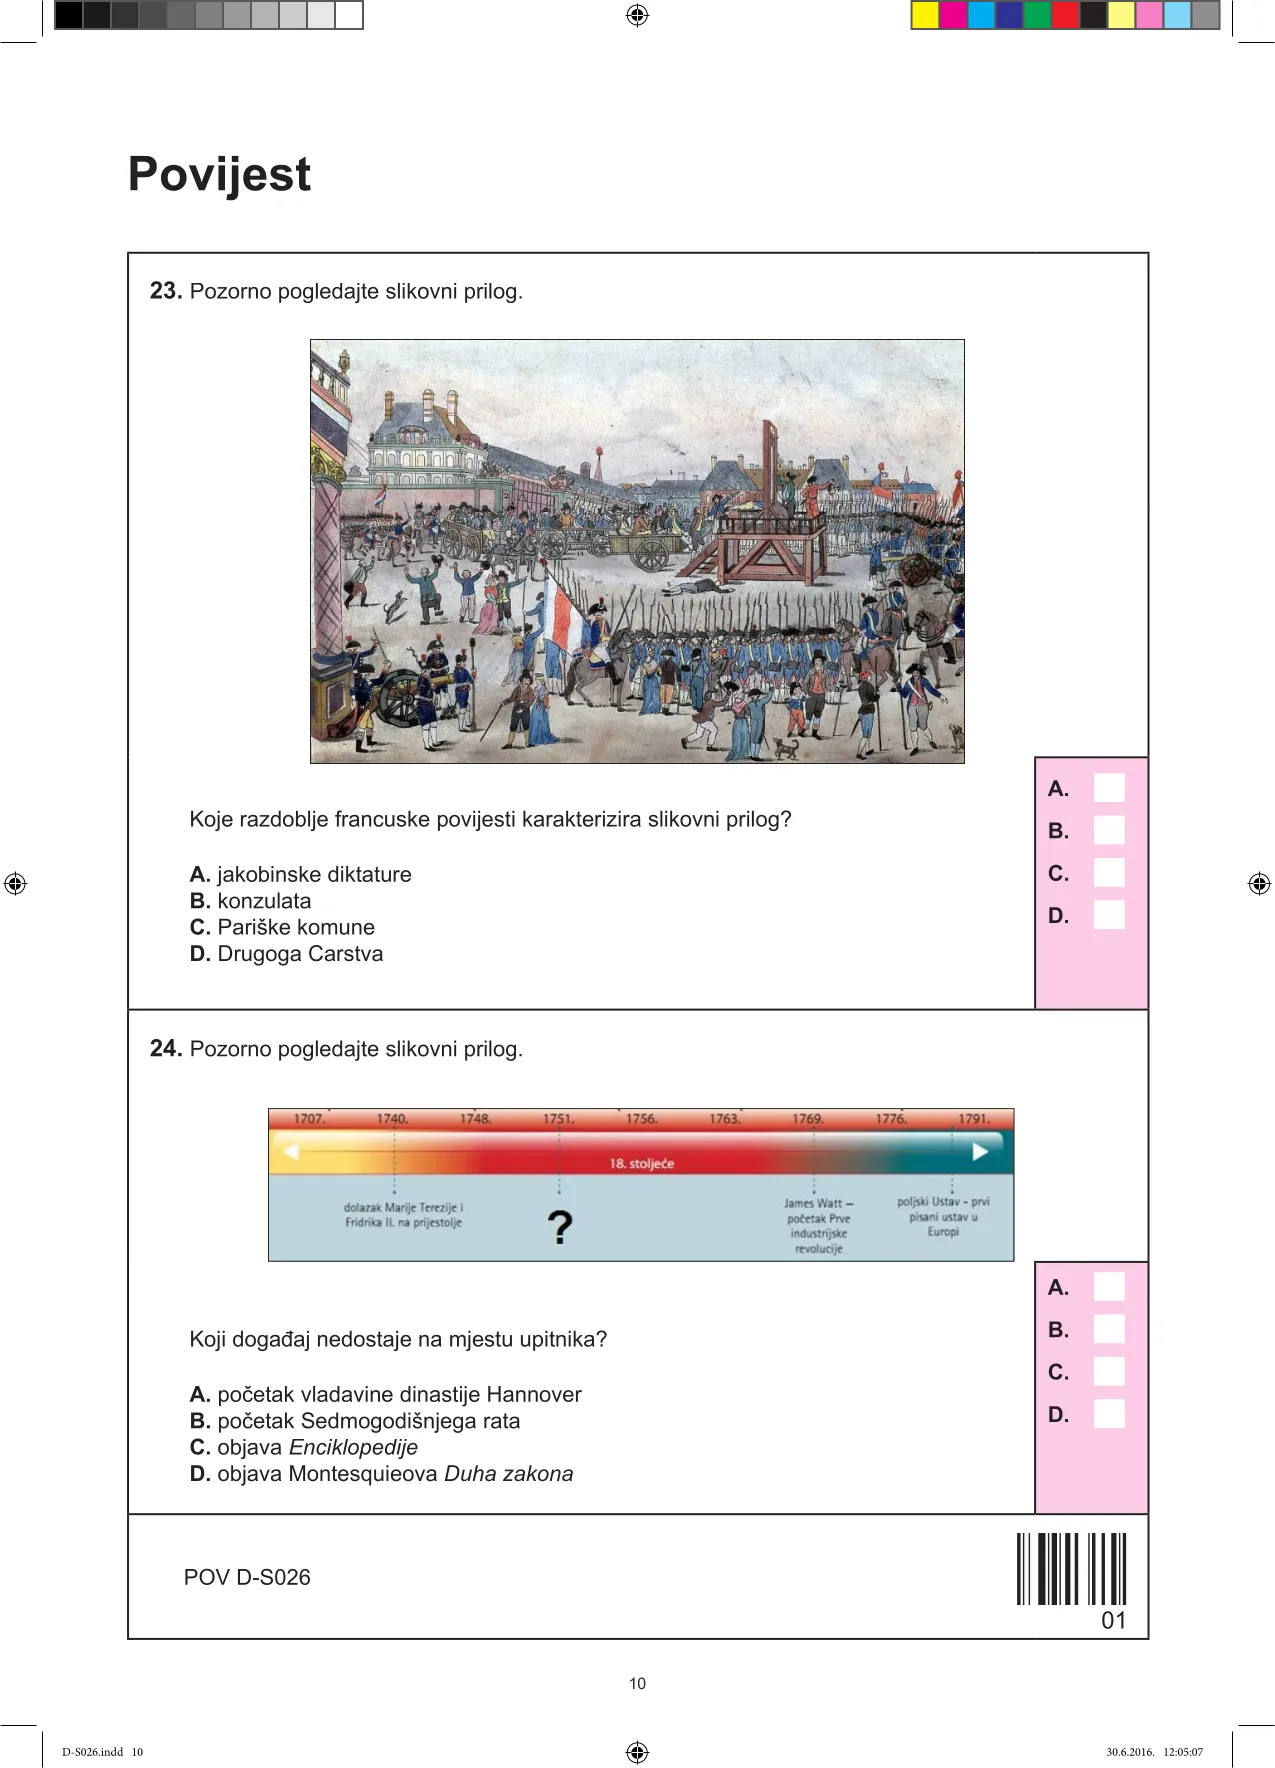 Povijest
23. Pozorno pogledajte slikovni prilog.
Koje razdoblje francuske povijesti karakterizira slikovni prilog?
A. jakobinske diktature
B. konzulata
C. Pariške komune
D. Drugoga Carstva
A.
B.
C.
D.
24. Pozorno pogledajte slikovni prilog.
1707. 1740. 1748. 1751. 1756. 1763. 1769. 1776. 1791.
18. stoljeće
dolazak Marije Terezije i
Fridrika II. na prijestolje
?
James Watt –
početak Prve
industrijske
revolucije
poljski Ustav - prvi
pisani ustav u
Europi
Koji događaj nedostaje na mjestu upitnika?
A. početak vladavine dinastije Hannover
B. početak Sedmogodišnjega rata
C. objava Enciklopedije
D. objava Montesquieova Duha zakona
A.
B.
C.
D.
POV D-S026
01
10
D-S026.indd 10
30.6.2016. 12:05:07